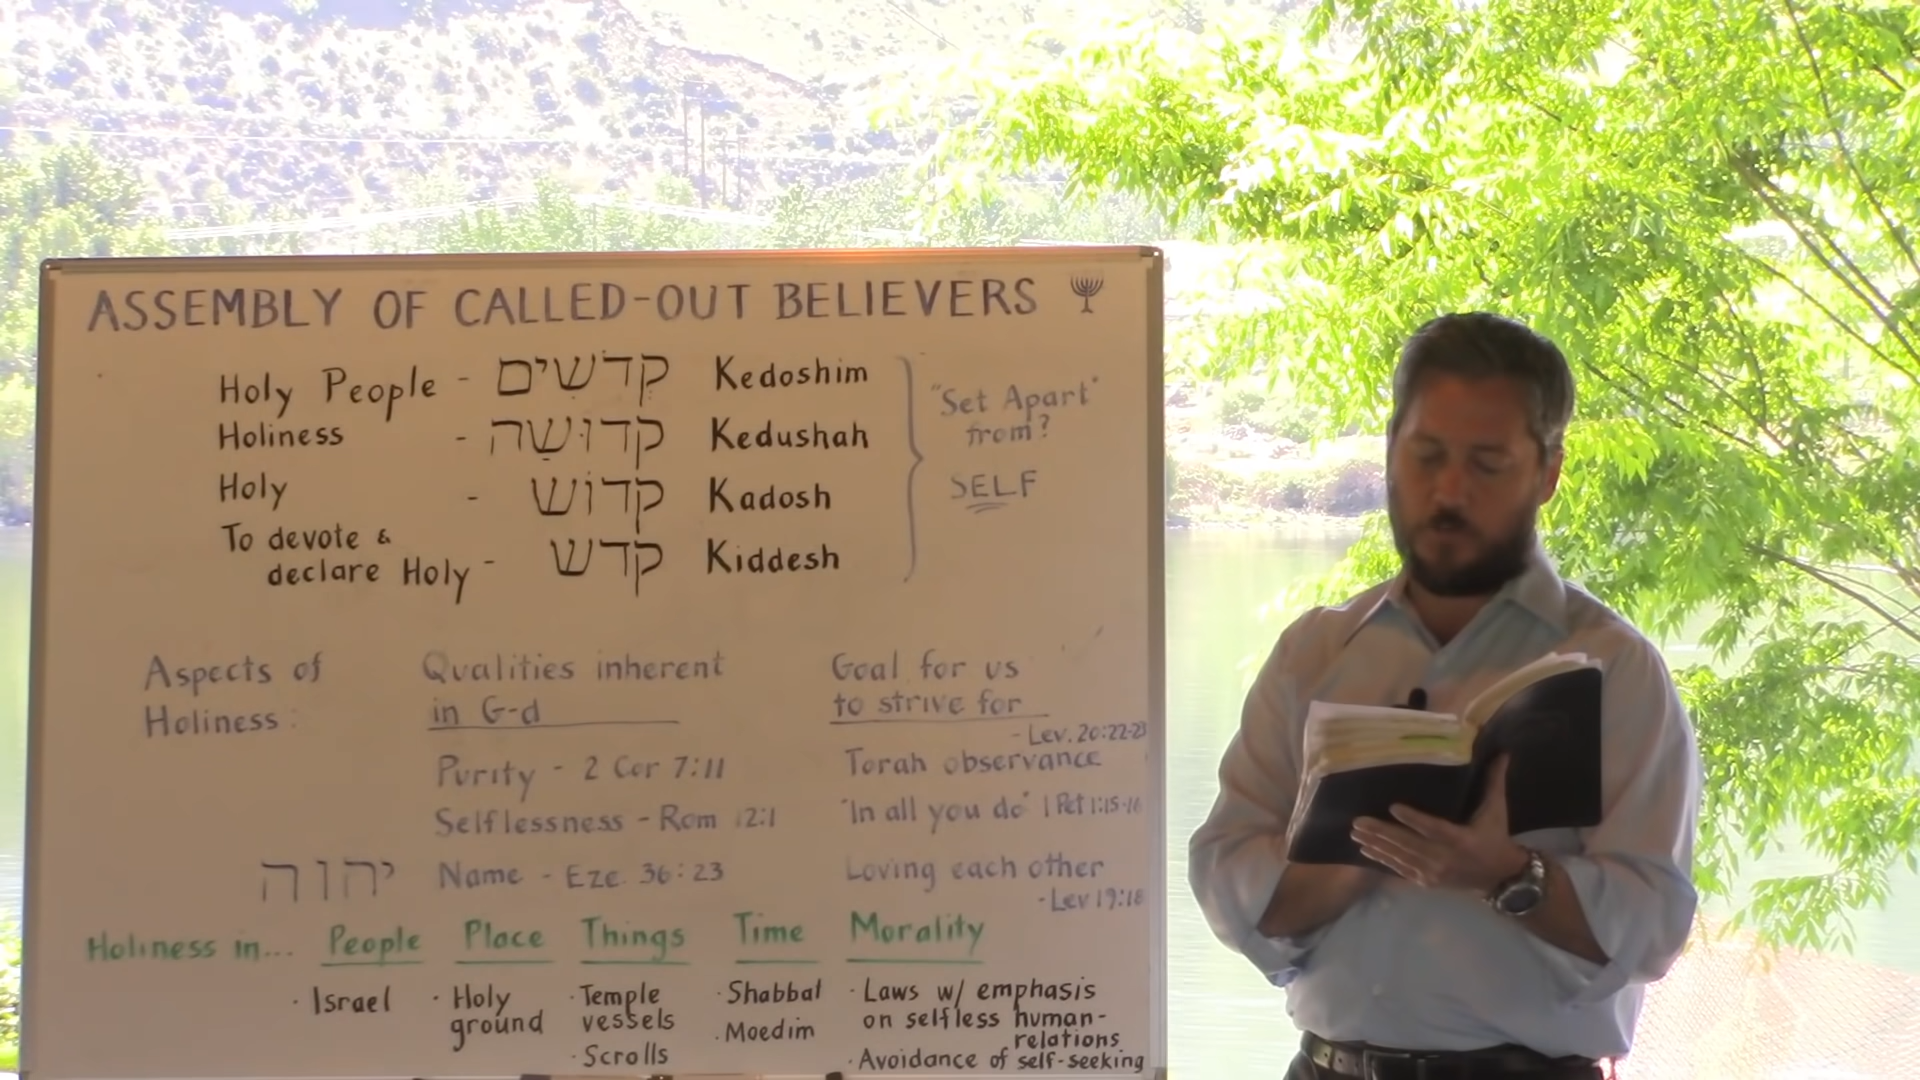 ASSEMBLY OF CALLED-OUT BELIEVERS
Holy People - קְדֹשִׁים Kedoshim
Holiness - קדוּשָׁה Kedushah
Holy - קדוֹש Kadosh
To devote &
declare Holy - קדש Kiddesh
"Set Apart"
from?
SELF
Aspects of
Holiness:
Qualities inherent
in G-d
Purity - 2 Cor 7:11
Selflessness - Rom 12:1
יהוה Name - Eze. 36:23
Goal for us
to strive for
- Lev. 20:22-23
Torah observance
"In all you do" 1 Pet 1:15-16
Loving each other
- Lev 19:18
Holiness in... People Place Things Time Morality
· Israel
· Holy
ground
· Temple
vessels
· Scrolls
· Shabbat
· Moedim
· Laws w/ emphasis
on selfless human-
relations
· Avoidance of self-seeking